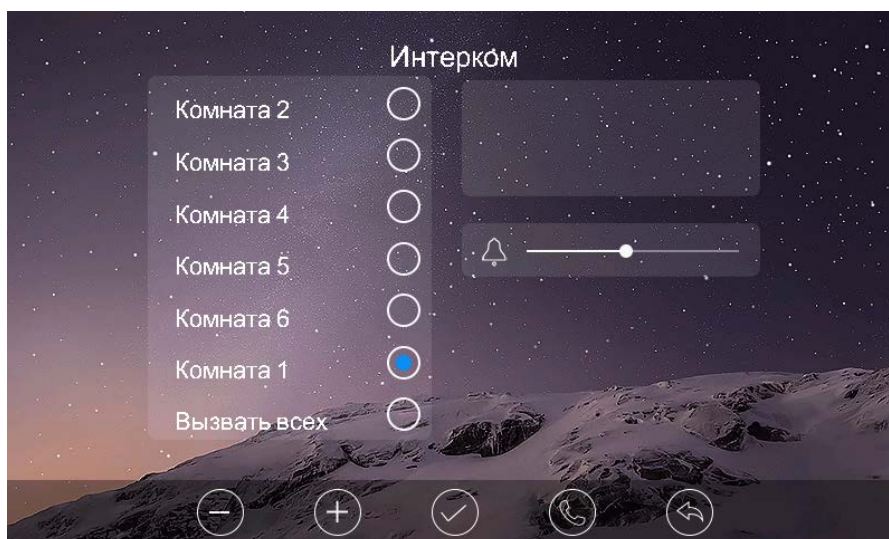 Интерком
Комната 2
Комната 3
Комната 4
Комната 5
Комната 6
Комната 1
Вызвать всех